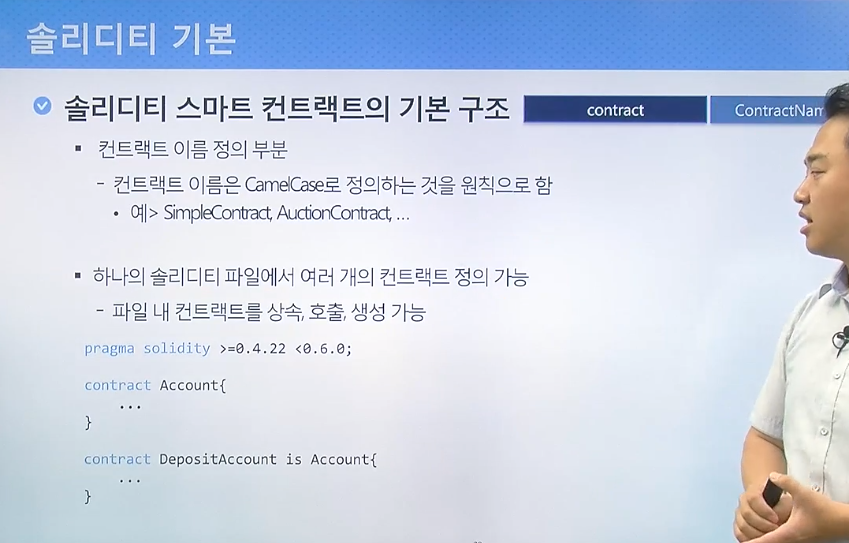 솔리디티 기본
솔리디티 스마트 컨트랙트의 기본 구조 contract ContractNam
▪ 컨트랙트 이름 정의 부분
- 컨트랙트 이름은 CamelCase로 정의하는 것을 원칙으로 함
• 예> SimpleContract, AuctionContract, …
▪ 하나의 솔리디티 파일에서 여러 개의 컨트랙트 정의 가능
- 파일 내 컨트랙트를 상속, 호출, 생성 가능
pragma solidity >=0.4.22 <0.6.0;
contract Account{
...
}
contract DepositAccount is Account{
...
}